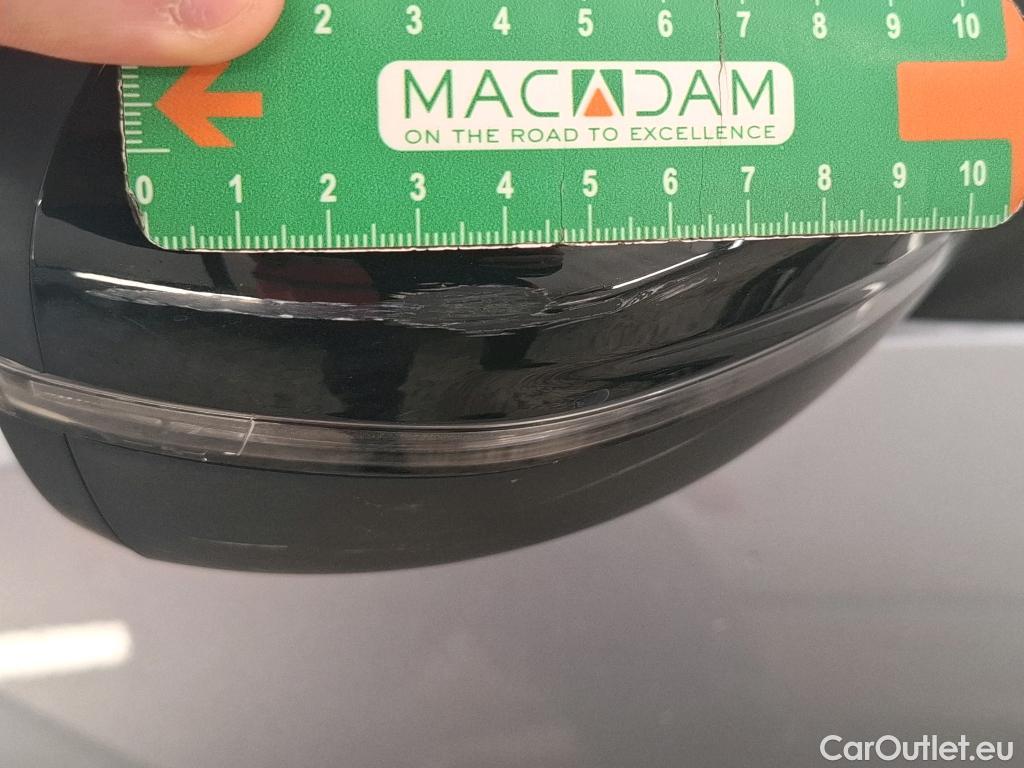 2 3 4 5 6 7 8 9 10
MACADAM
ON THE ROAD TO EXCELLENCE
0 1 2 3 4 5 6 7 8 9 10
CarOutlet.eu